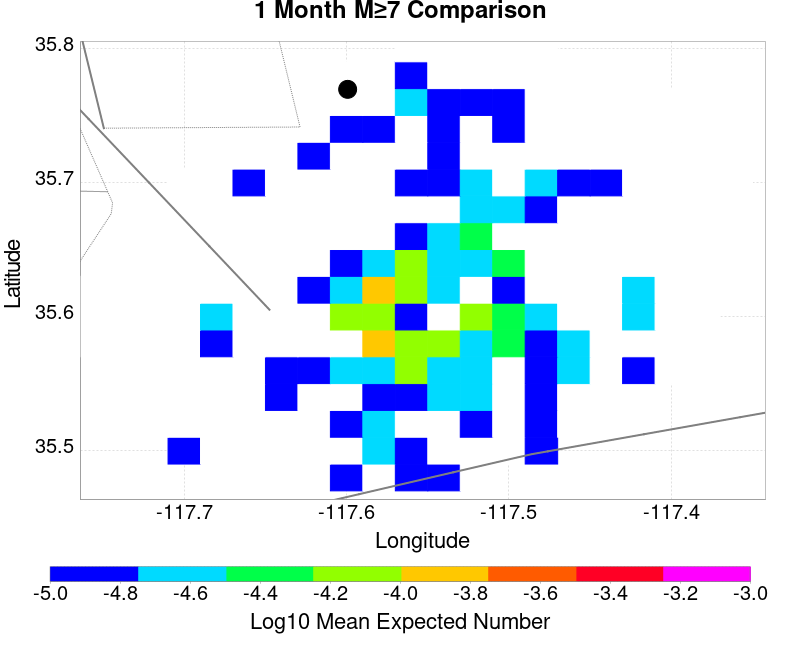 1 Month M≥7 Comparison
35.8
35.7
35.6
35.5
Latitude
-117.7 -117.6 -117.5 -117.4
Longitude
-5.0 -4.8 -4.6 -4.4 -4.2 -4.0 -3.8 -3.6 -3.4 -3.2 -3.0
Log10 Mean Expected Number